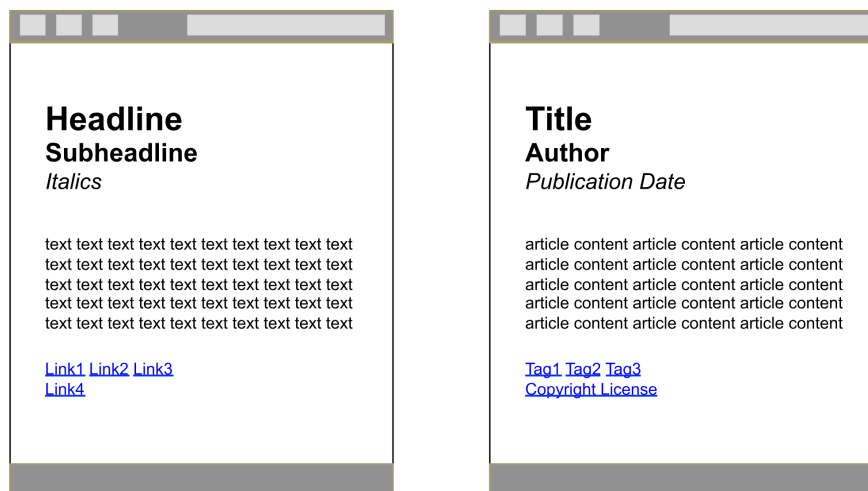 Headline
Subheadline
Italics
text text text text text text text text text text
text text text text text text text text text text
text text text text text text text text text text
text text text text text text text text text text
text text text text text text text text text text
Link1 Link2 Link3
Link4
Title
Author
Publication Date
article content article content article content
article content article content article content
article content article content article content
article content article content article content
article content article content article content
Tag1 Tag2 Tag3
Copyright License